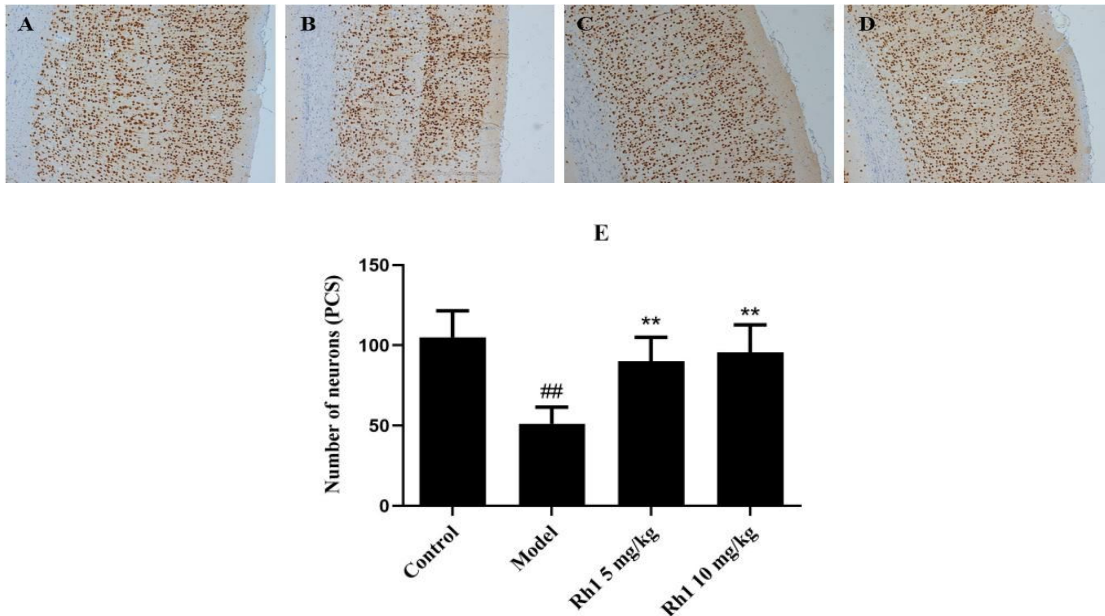 A
B
C
D
E
Number of neurons (PCS)
150
100
50
0
##
**
**
Control
Model
Rh1 5 mg/kg
Rh1 10 mg/kg